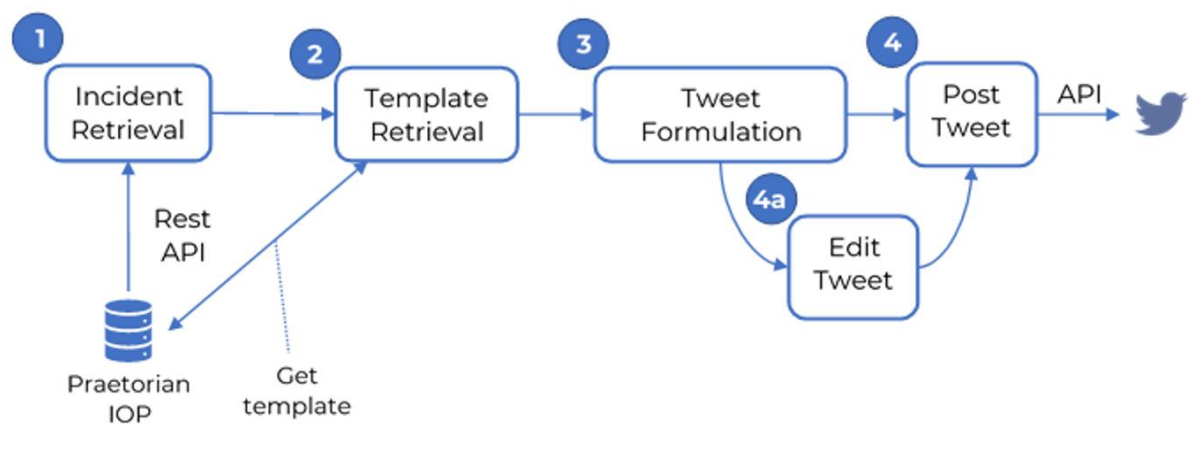 1
Incident
Retrieval
2
Template
Retrieval
3
Tweet
Formulation
4
Post
Tweet
API
4a
Edit
Tweet
Rest
API
Praetorian
IOP
Get
template